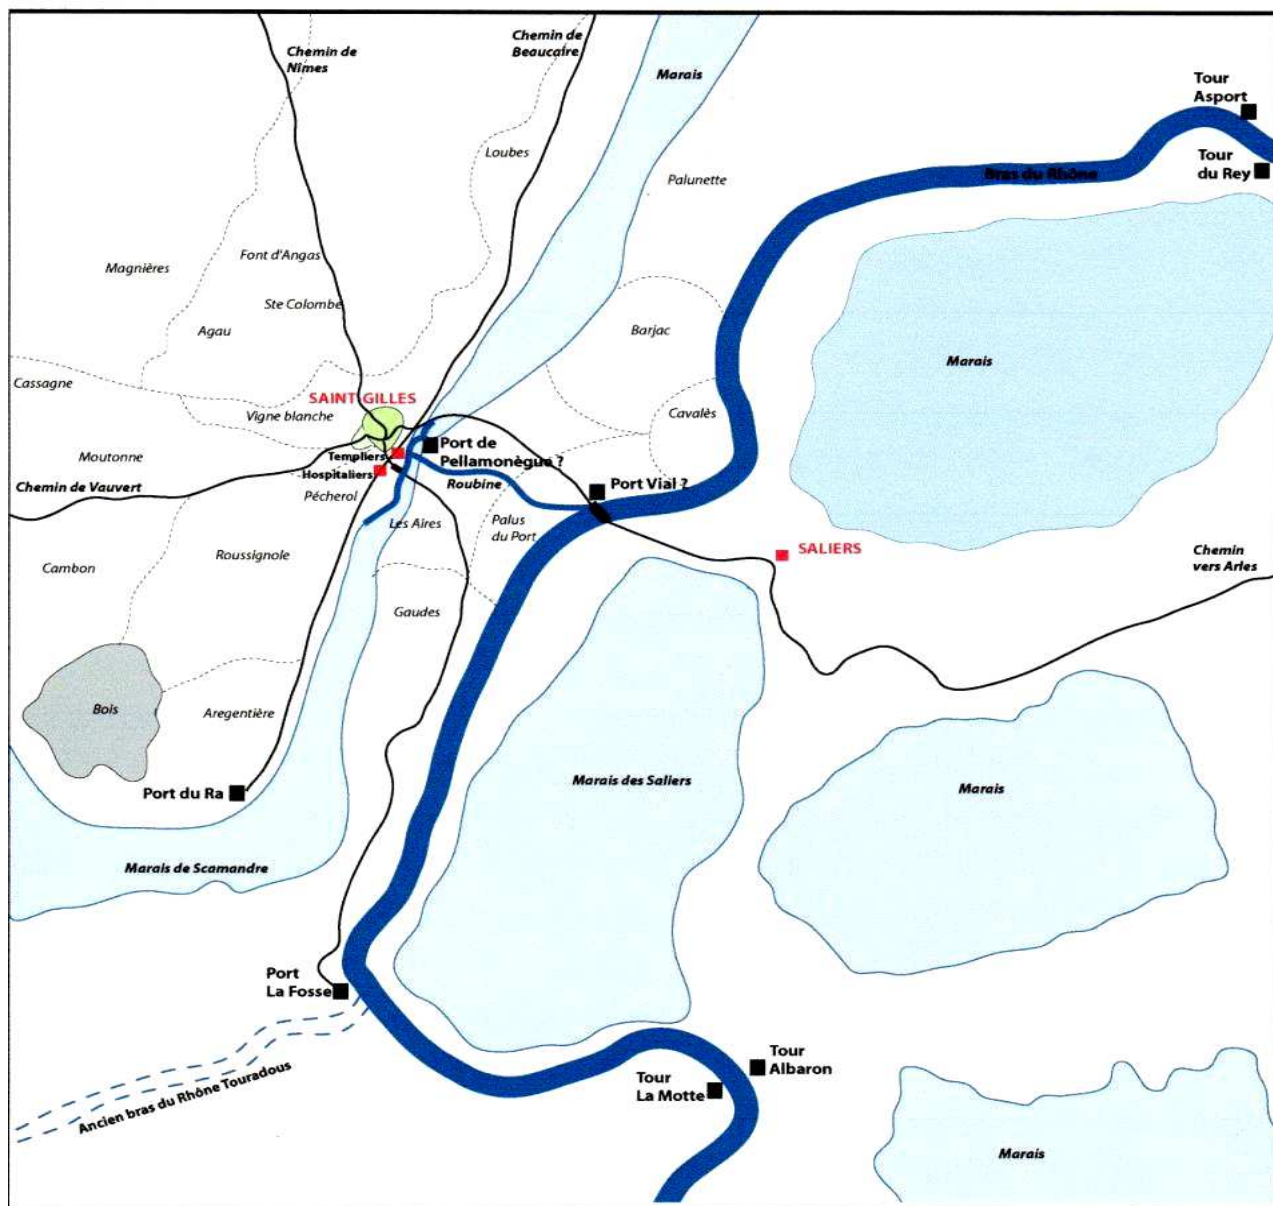 Chemin de
Nîmes
Chemin de
Beaucaire
Marais
Tour
Asport
Tour
du Rey
Bras du Rhône
Loubes
Palunette
Magnières
Font d'Angas
Ste Colombe
Agau
Barjac
Marais
Cassagne
SAINT GILLES
Vigne blanche
Cavalès
Moutonne
Templiers
Port de
Pellamonègue ?
Hospitaliers
Chemin de Vauvert
Pécherol
Roubine
Port Vial ?
Les Aires
Palus
du Port
SALIERS
Chemin
vers Arles
Cambon
Roussignole
Gaudes
Bois
Aregentière
Port du Ra
Marais des Saliers
Marais
Marais de Scamandre
Port
La Fosse
Ancien bras du Rhône Touradous
Tour
Albaron
Tour
La Motte
Marais